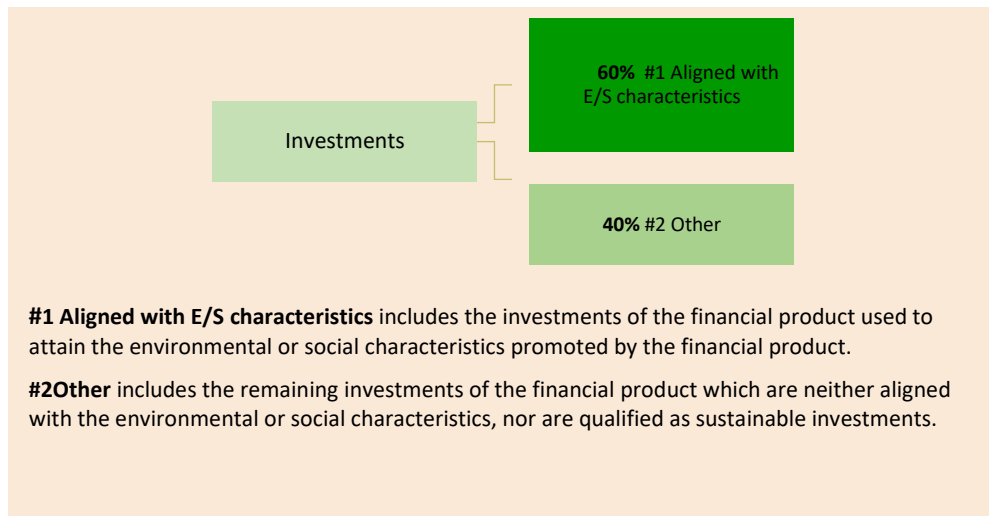 60% #1 Aligned with
E/S characteristics
Investments
40% #2 Other
#1 Aligned with E/S characteristics includes the investments of the financial product used to
attain the environmental or social characteristics promoted by the financial product.
#2Other includes the remaining investments of the financial product which are neither aligned
with the environmental or social characteristics, nor are qualified as sustainable investments.